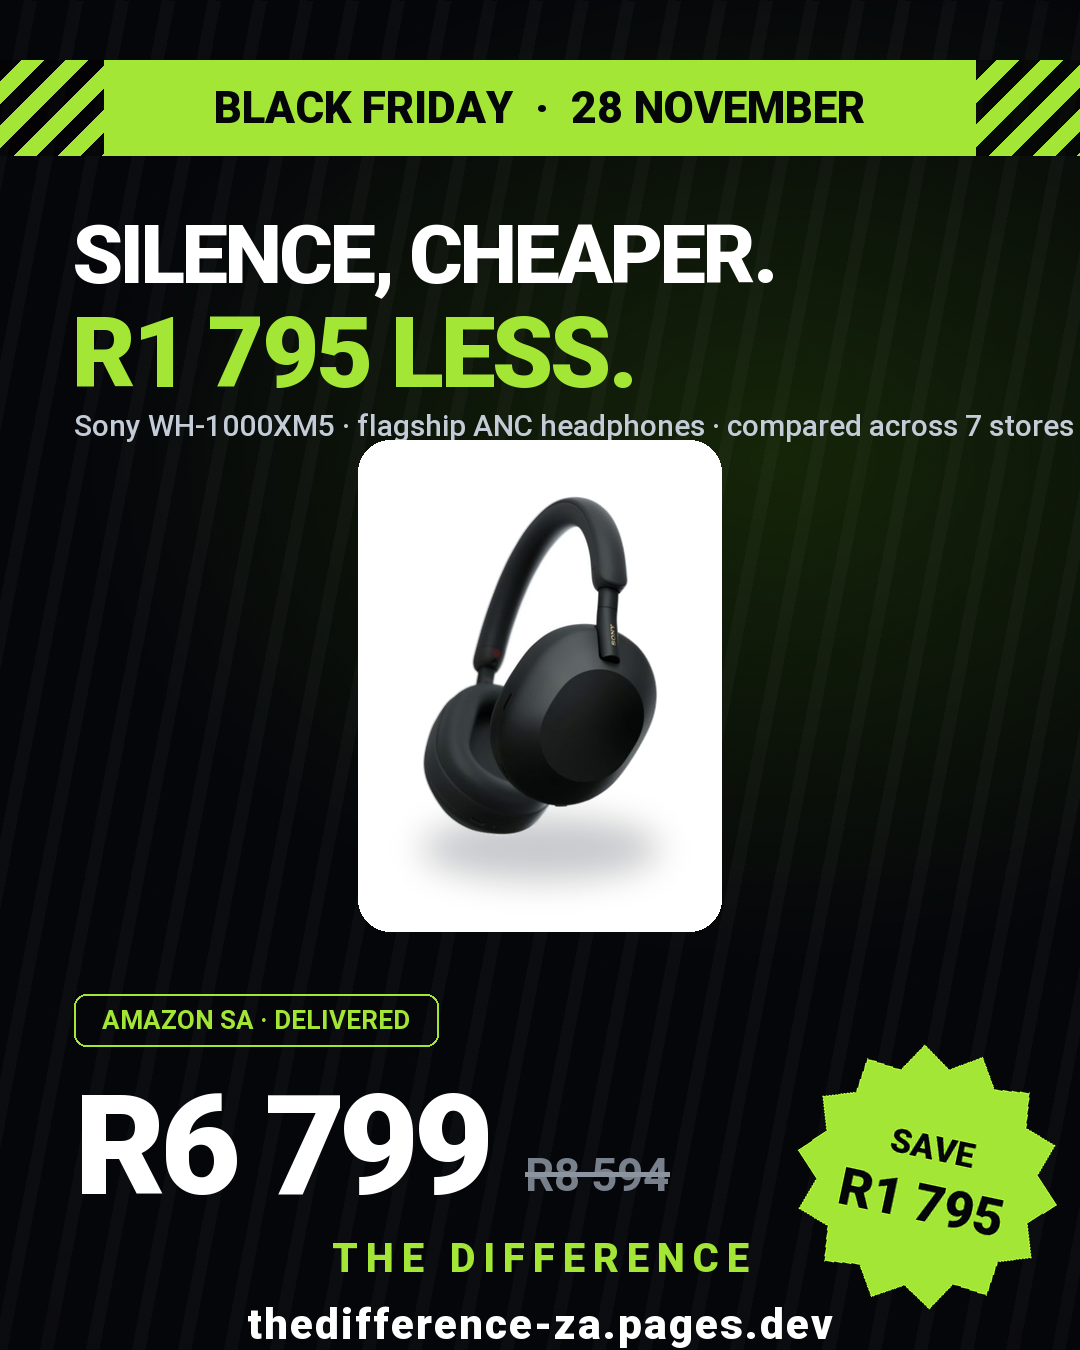 BLACK FRIDAY · 28 NOVEMBER
SILENCE, CHEAPER.
R1 795 LESS.
Sony WH-1000XM5 · flagship ANC headphones · compared across 7 stores
SONY
AMAZON SA · DELIVERED
R6 799 R8 594
SAVE
R1 795
THE DIFFERENCE
thedifference-za.pages.dev